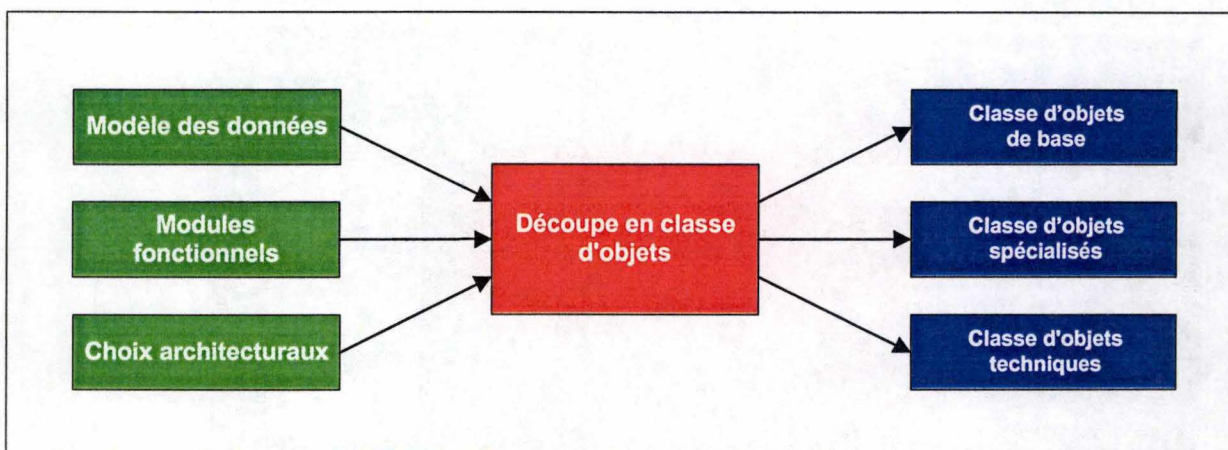 Modèle des données
Modules
fonctionnels
Choix architecturaux
Découpe en classe
d'objets
Classe d’objets
de base
Classe d’objets
spécialisés
Classe d'objets
techniques